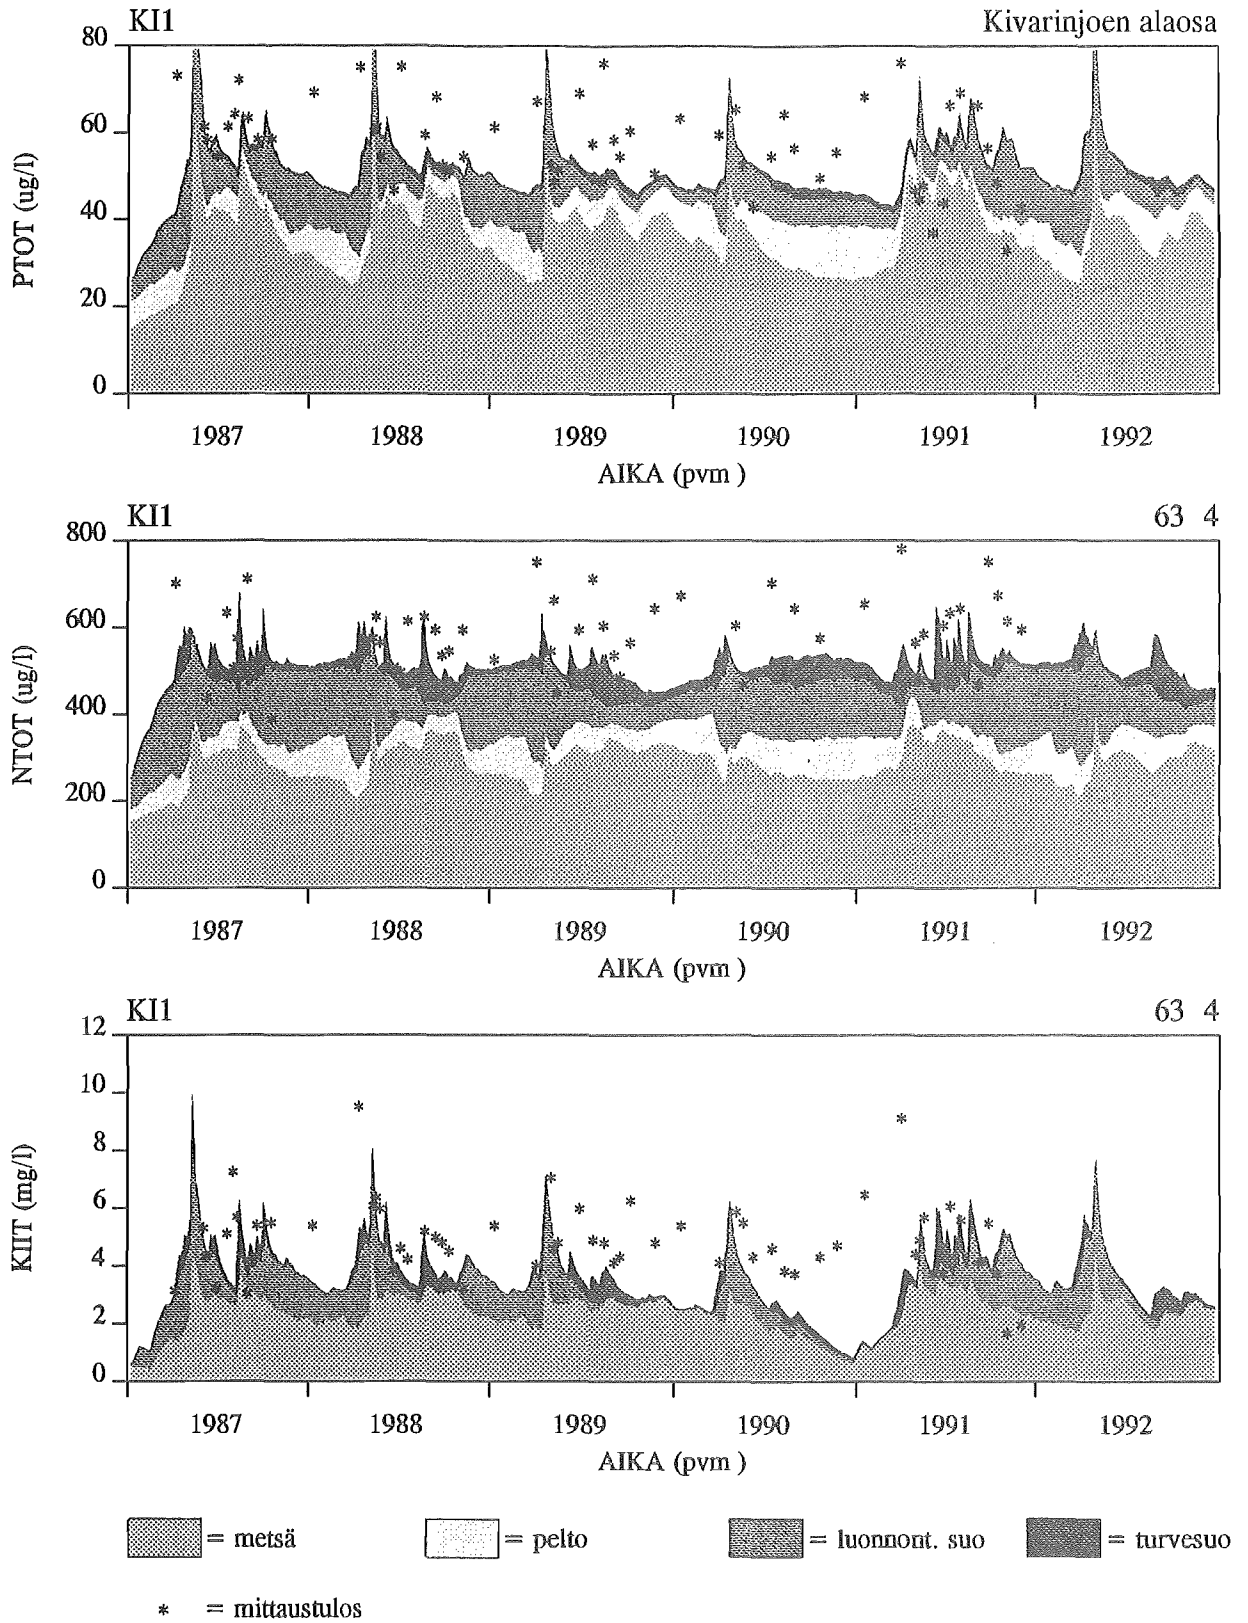 KI1 Kivarinjoen alaosa
80
60
40
20
0
PTOT (ug/l)
1987 1988 1989 1990 1991 1992
AIKA (pvm )
KI1 63 4
800
600
400
200
0
NTOT (ug/l)
1987 1988 1989 1990 1991 1992
AIKA (pvm )
KI1 63 4
12
10
8
6
4
2
0
KIIT (mg/l)
1987 1988 1989 1990 1991 1992
AIKA (pvm )
= metsä = pelto = luonnont. suo = turvesuo
* = mittaustulos